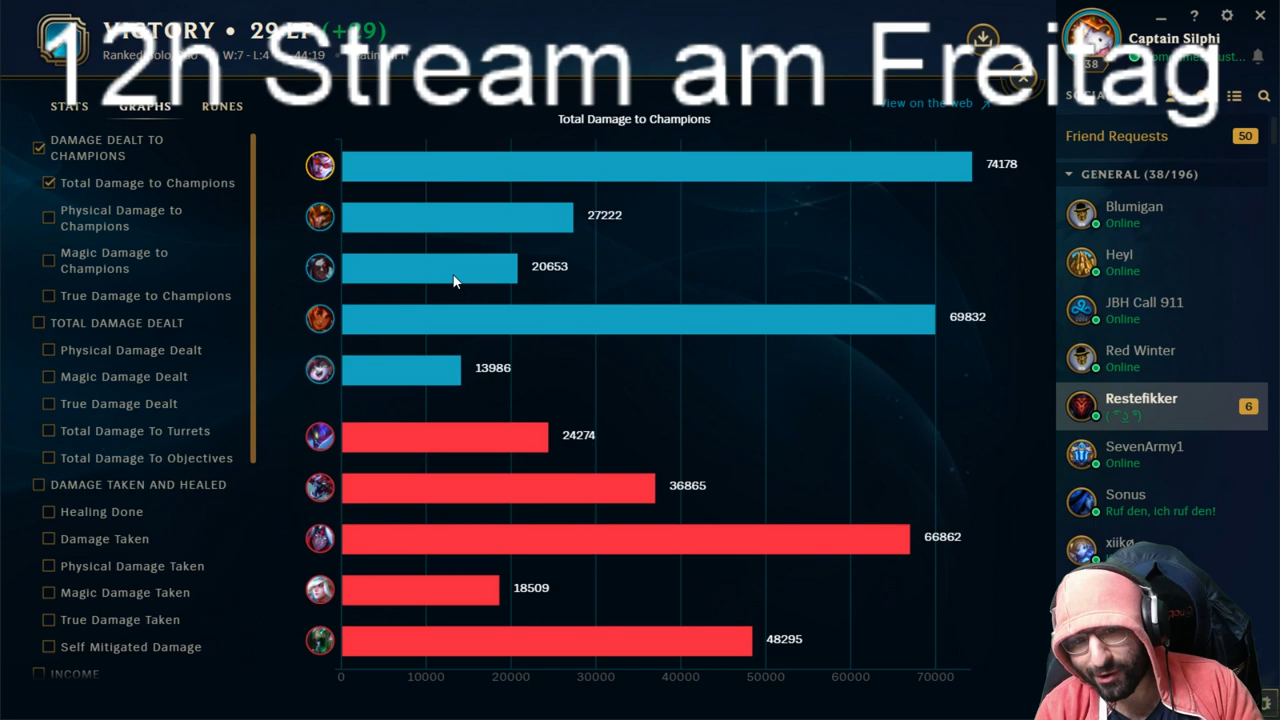 12h Stream am Freitag
VICTORY • 29 LP (+29)
44:19
STATS
GRAPHS
RUNES
View on the web
Total Damage to Champions
DAMAGE DEALT TO
CHAMPIONS
Total Damage to Champions
Physical Damage to
Champions
Magic Damage to
Champions
True Damage to Champions
TOTAL DAMAGE DEALT
Physical Damage Dealt
Magic Damage Dealt
True Damage Dealt
Total Damage To Turrets
Total Damage To Objectives
DAMAGE TAKEN AND HEALED
Healing Done
Damage Taken
Physical Damage Taken
Magic Damage Taken
True Damage Taken
Self Mitigated Damage
INCOME
74178
27222
20653
69832
13986
24274
36865
66862
18509
48295
0 10000 20000 30000 40000 50000 60000 70000
Captain Silphi
38
Friend Requests 50
GENERAL (38/196)
Blumigan
Online
Heyl
Online
JBH Call 911
Online
Red Winter
Online
Restefikker
6
SevenArmy1
Online
Sonus
Ruf den, ich ruf den!
xiikø